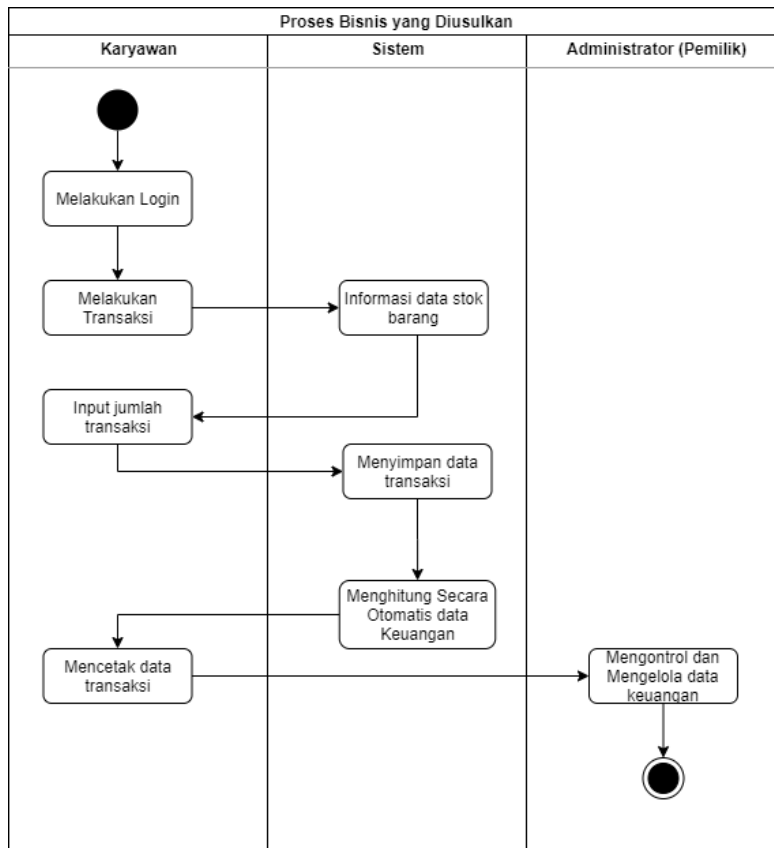 Proses Bisnis yang Diusulkan
Karyawan
Sistem
Administrator (Pemilik)
Melakukan Login
Melakukan
Transaksi
Informasi data stok
barang
Input jumlah
transaksi
Menyimpan data
transaksi
Menghitung Secara
Otomatis data
Keuangan
Mencetak data
transaksi
Mengontrol dan
Mengelola data
keuangan